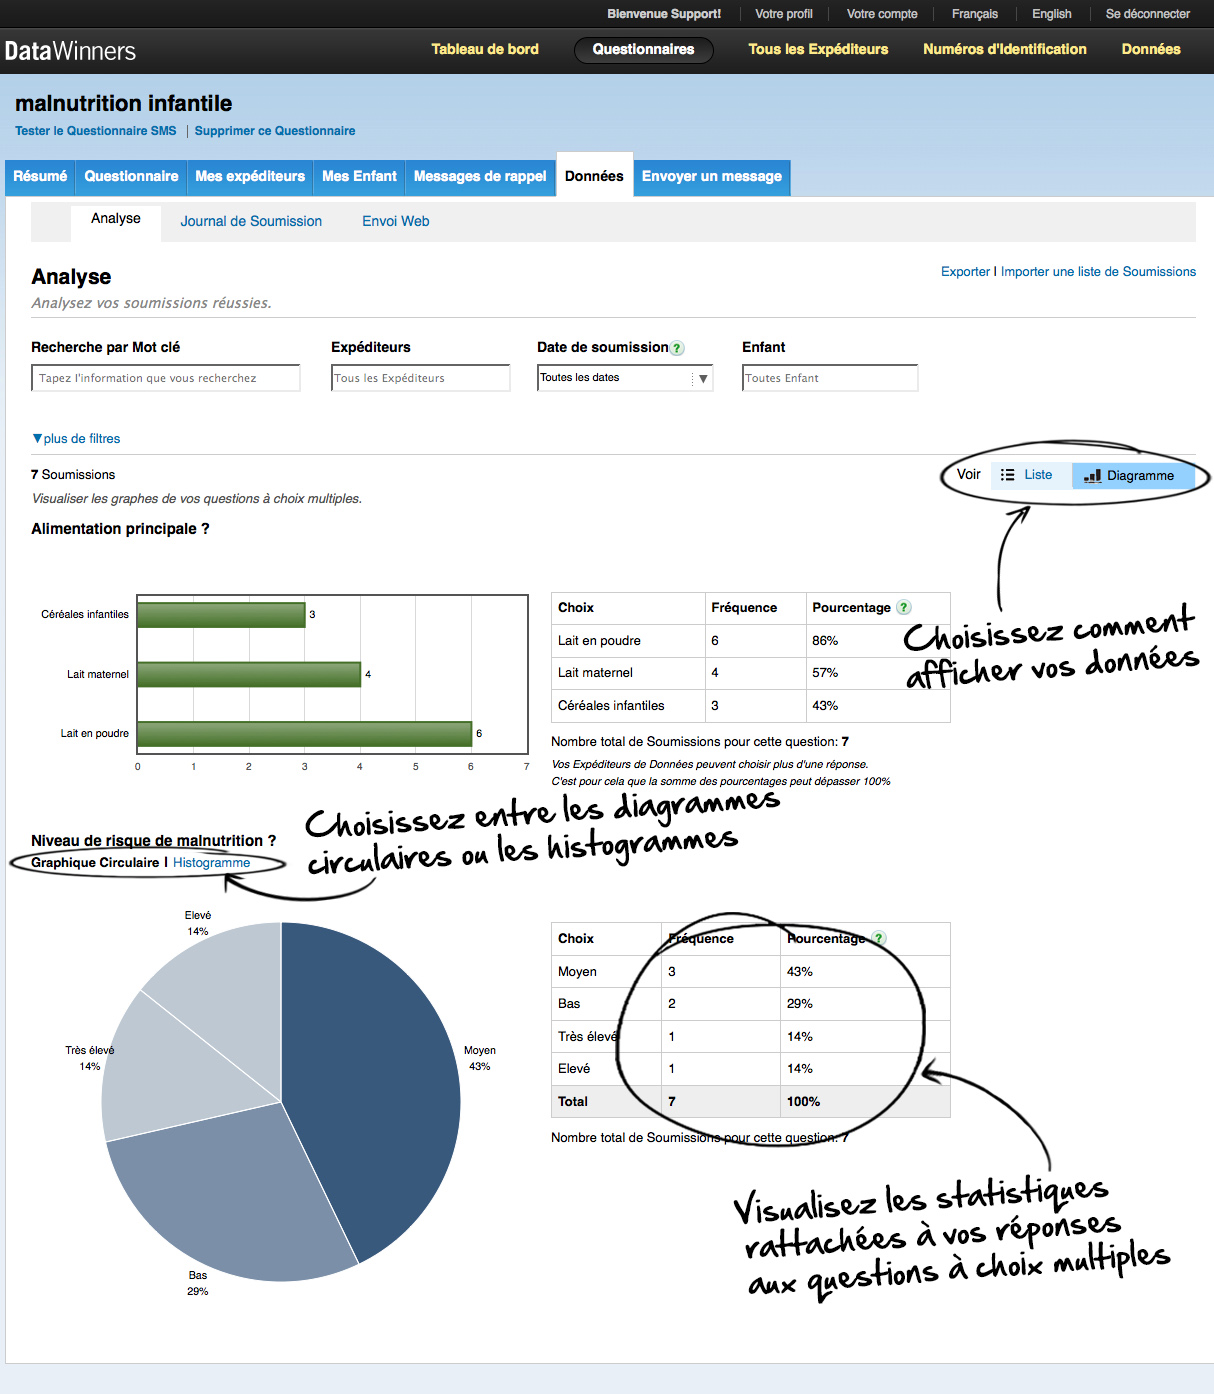 Bienvenue Support! Votre profil Votre compte Français English Se déconnecter
DataWinners Tableau de bord Questionnaires Tous les Expéditeurs Numéros d'Identification Données
malnutrition infantile
Tester le Questionnaire SMS | Supprimer ce Questionnaire
Résumé Questionnaire Mes expéditeurs Mes Enfant Messages de rappel Données Envoyer un message
Analyse Journal de Soumission Envoi Web
Analyse
Exporter | Importer une liste de Soumissions
Analysez vos soumissions réussies.
Recherche par Mot clé Expéditeurs Date de soumission ? Enfant
Tapez l'information que vous recherchez Tous les Expéditeurs Toutes les dates ▼ Toutes Enfant
▼plus de filtres
7 Soumissions
Voir Liste Diagramme
Visualiser les graphes de vos questions à choix multiples.
Alimentation principale ?
Céréales infantiles 3
Lait maternel 4
Lait en poudre 6
0 1 2 3 4 5 6 7
Choix Fréquence Pourcentage ?
Lait en poudre 6 86%
Lait maternel 4 57%
Céréales infantiles 3 43%
Nombre total de Soumissions pour cette question: 7
Vos Expéditeurs de Données peuvent choisir plus d'une réponse.
C'est pour cela que la somme des pourcentages peut dépasser 100%
Choisissez comment
afficher vos données
Choisissez entre les diagrammes
circulaires ou les histogrammes
Niveau de risque de malnutrition ?
Graphique Circulaire | Histogramme
Elevé
14%
Très élevé
14%
Moyen
43%
Bas
29%
Choix Fréquence Pourcentage ?
Moyen 3 43%
Bas 2 29%
Très élevé 1 14%
Elevé 1 14%
Total 7 100%
Nombre total de Soumissions pour cette question: 7
Visualisez les statistiques
rattachées à vos réponses
aux questions à choix multiples